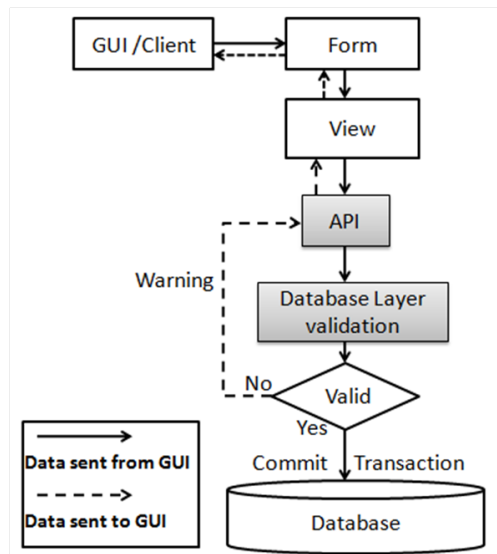 GUI /Client
Form
View
API
Warning
Database Layer
validation
No
Valid
Yes
Commit Transaction
Database
Data sent from GUI
Data sent to GUI